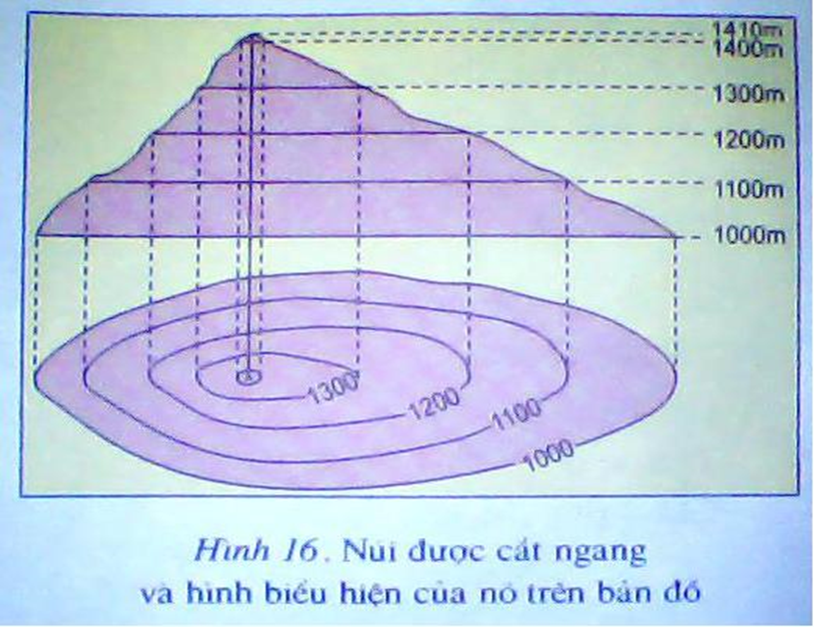 1410m
1400m
1300m
1200m
1100m
1000m
1300
1200
1100
1000
Hình 16. Núi được cắt ngang
và hình biểu hiện của nó trên bản đồ